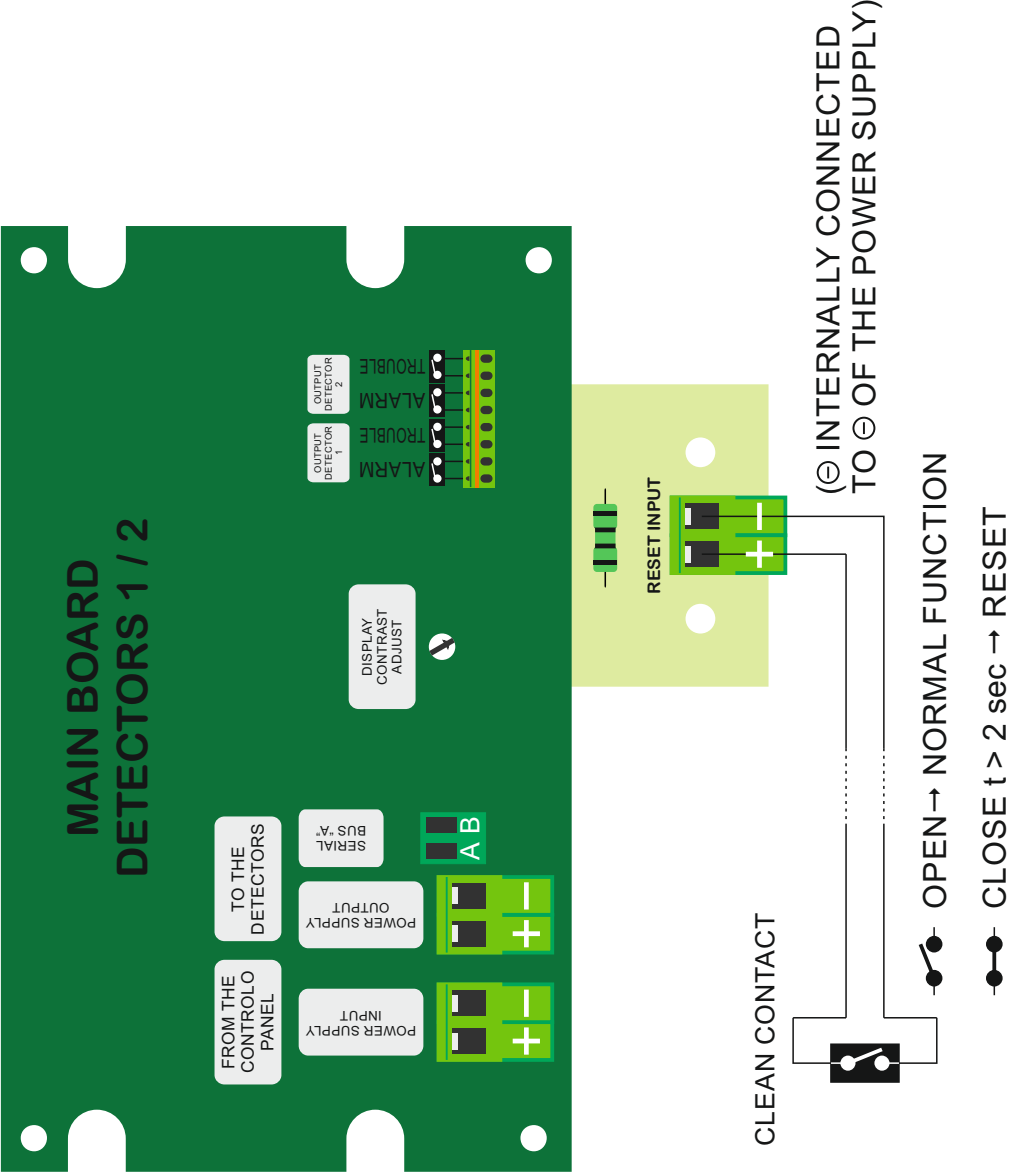 MAIN BOARD
DETECTORS 1 / 2
FROM THE
CONTROLO
PANEL
TO THE
DETECTORS
POWER SUPPLY
INPUT
POWER SUPPLY
OUTPUT
SERIAL
BUS "A"
+ −
+ −
A B
DISPLAY
CONTRAST
ADJUST
OUTPUT
DETECTOR
1
OUTPUT
DETECTOR
2
ALARM
TROUBLE
ALARM
TROUBLE
RESET INPUT
+ −
CLEAN CONTACT
(⊖ INTERNALLY CONNECTED
TO ⊖ OF THE POWER SUPPLY)
OPEN→ NORMAL FUNCTION
CLOSE t > 2 sec → RESET